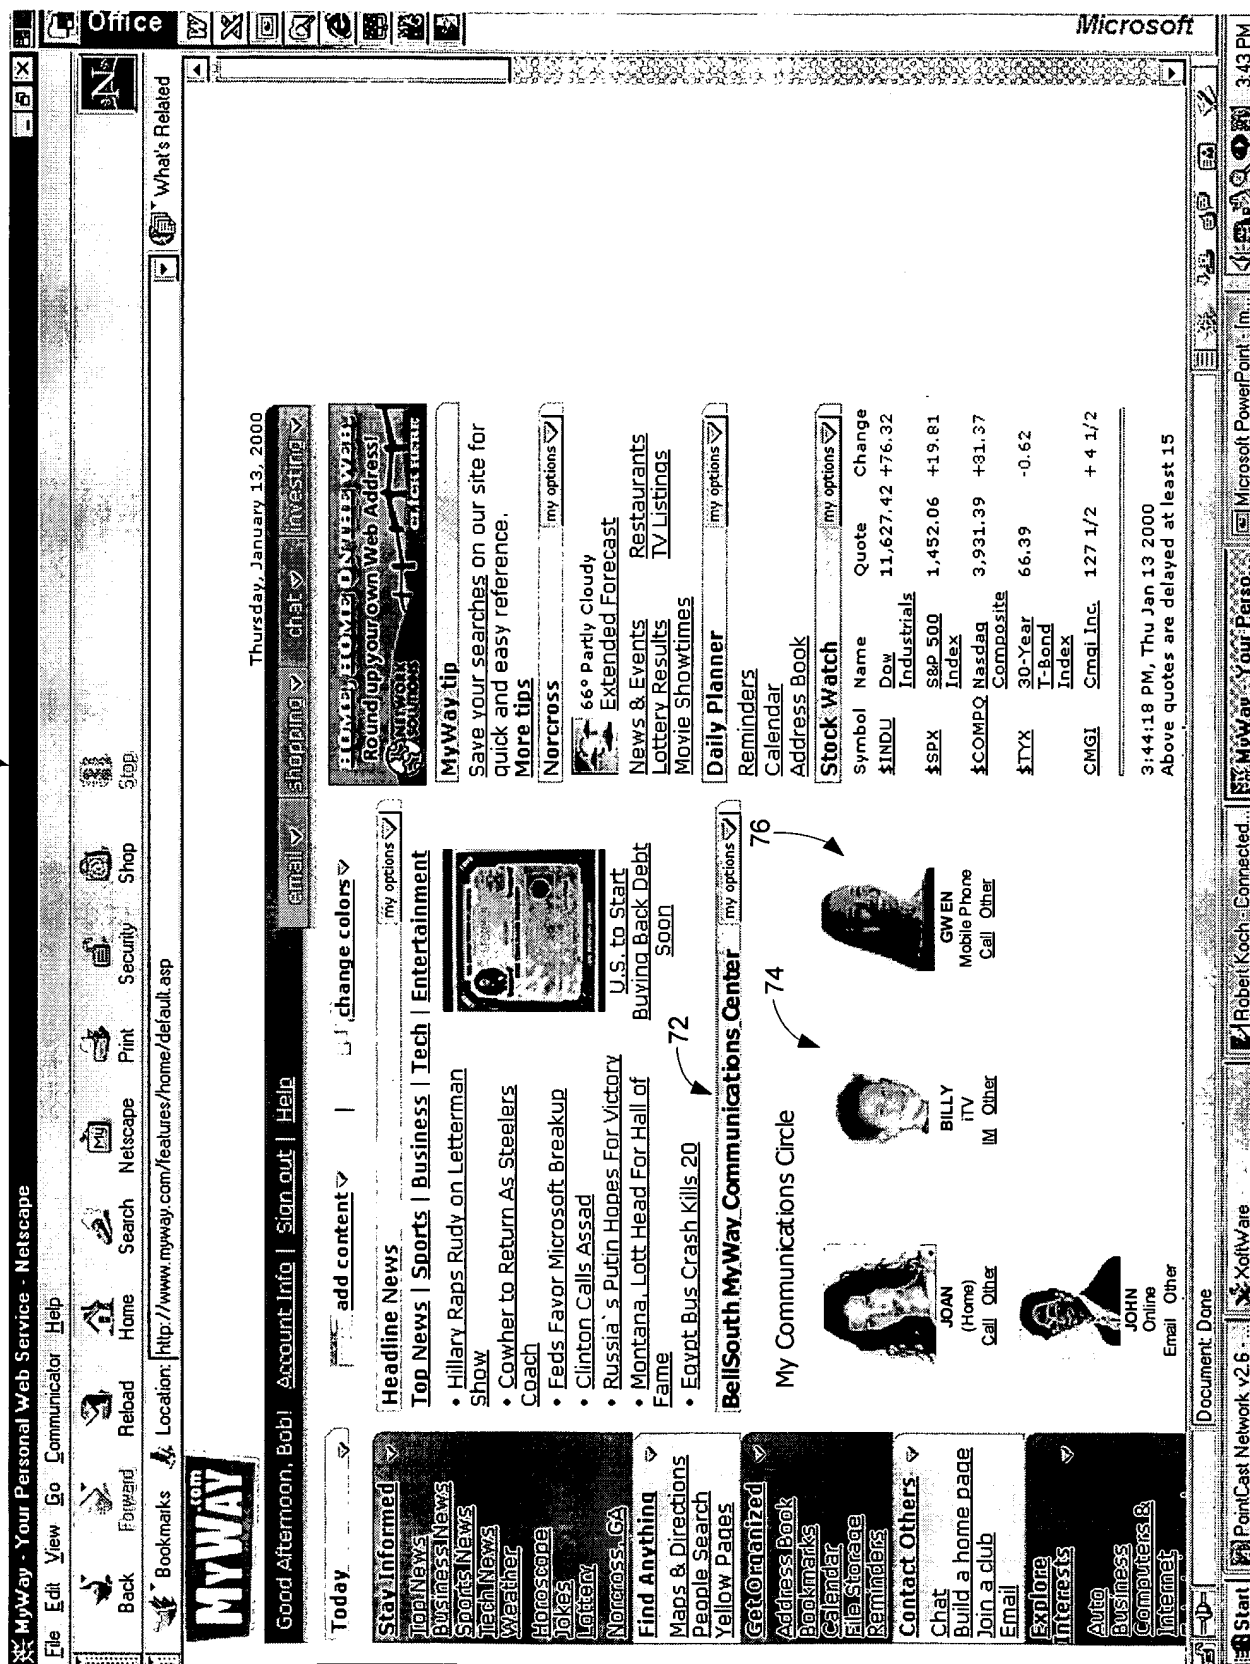 MyWay - Your Personal Web Service - Netscape
File Edit View Go Communicator Help
Back Forward Reload Home Search Netscape Print Security Shop Stop
N
Bookmarks Location: http://www.myway.com/features/home/default.asp What's Related
Office
Microsoft
MYWAY.com
Thursday, January 13, 2000
Good Afternoon, Bob! Account Info | Sign out | Help
email shopping chat investing
Today
add content | change colors
Stay Informed
Top News
Business News
Sports News
Tech News
Weather
Horoscope
Jokes
Lottery
Norcross, GA
Find Anything
Maps & Directions
People Search
Yellow Pages
Get Organized
Address Book
Bookmarks
Calendar
File Storage
Reminders
Contact Others
Chat
Build a home page
Join a club
Email
Explore
Interests
Auto
Business
Computers &
Internet
Headline News my options
Top News | Sports | Business | Tech | Entertainment
• Hillary Raps Rudy on Letterman
Show
• Cowher to Return As Steelers
Coach
• Feds Favor Microsoft Breakup
• Clinton Calls Assad
• Russia`s Putin Hopes For Victory
• Montana, Lott Head For Hall of
Fame
• Egypt Bus Crash Kills 20
U.S. to Start
Buying Back Debt
Soon
72
BellSouth MyWay Communications Center my options
My Communications Circle
74
76
JOAN
(Home)
Call Other
BILLY
iTV
IM Other
GWEN
Mobile Phone
Call Other
JOHN
Online
Email Other
HOME, HOME ON THE WEB!
Round up your own Web Address!
NETWORK
SOLUTIONS
CLICK HERE
MyWay tip
Save your searches on our site for
quick and easy reference.
More tips
Norcross my options
66° Partly Cloudy
Extended Forecast
News & Events Restaurants
Lottery Results TV Listings
Movie Showtimes
Daily Planner my options
Reminders
Calendar
Address Book
Stock Watch my options
Symbol Name Quote Change
$INDU Dow Industrials 11,627.42 +76.32
$SPX S&P 500 Index 1,452.06 +19.81
$COMPQ Nasdaq Composite 3,931.39 +81.37
$TYX 30-Year T-Bond Index 66.39 -0.62
CMGI Cmgi Inc. 127 1/2 + 4 1/2
3:44:18 PM, Thu Jan 13 2000
Above quotes are delayed at least 15
Document: Done
Start PointCast Network v2.6 - ... XoftWare Robert Koch - Connected... MyWay - Your Perso... Microsoft PowerPoint - [m... 3:43 PM